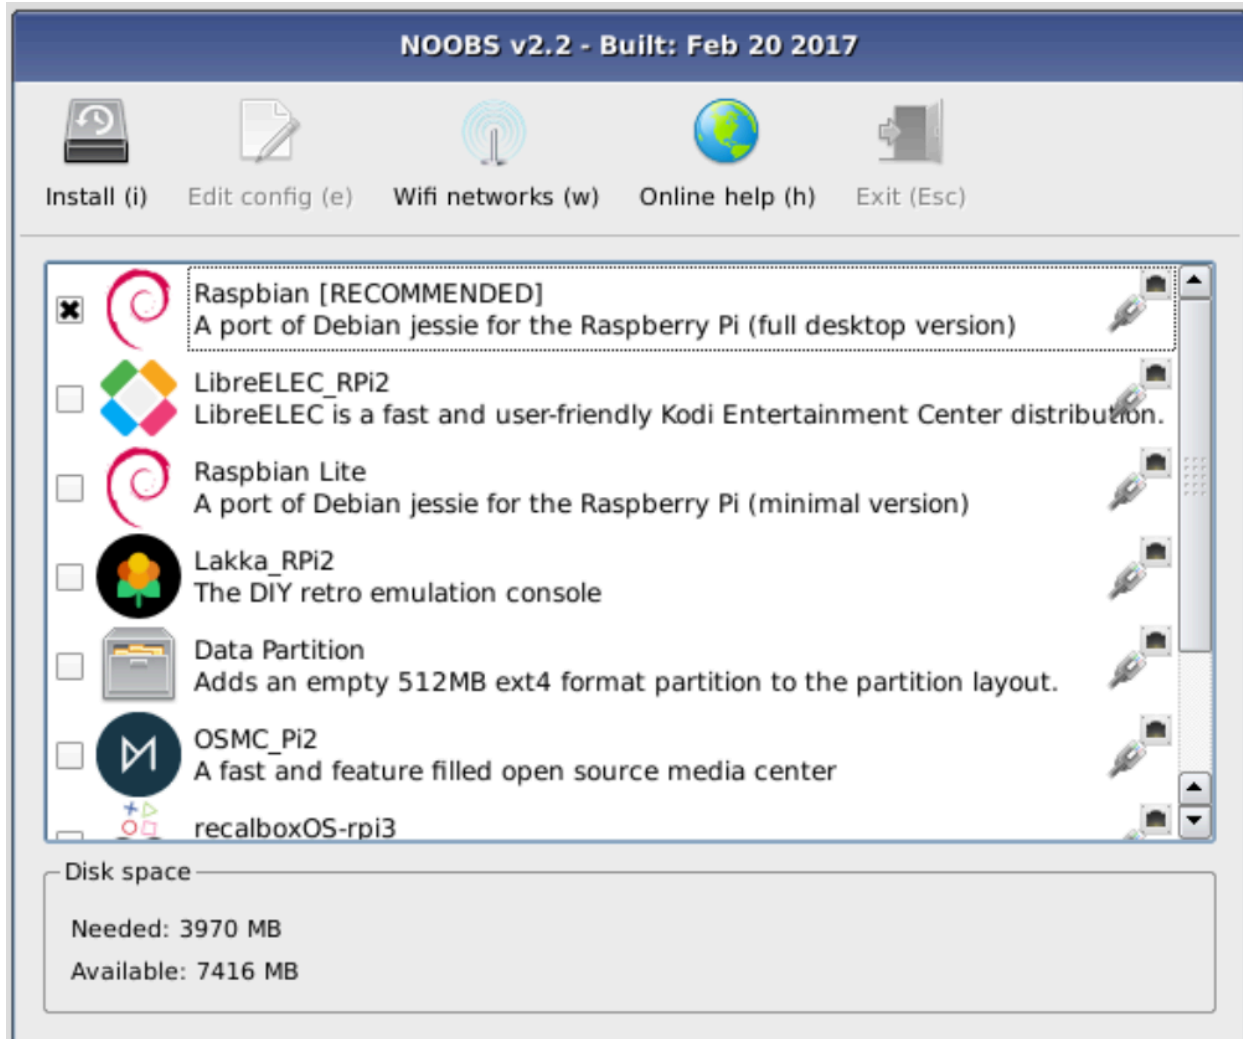 NOOBS v2.2 - Built: Feb 20 2017
Install (i)
Edit config (e)
Wifi networks (w)
Online help (h)
Exit (Esc)
Raspbian [RECOMMENDED]
A port of Debian jessie for the Raspberry Pi (full desktop version)
LibreELEC_RPi2
LibreELEC is a fast and user-friendly Kodi Entertainment Center distribution.
Raspbian Lite
A port of Debian jessie for the Raspberry Pi (minimal version)
Lakka_RPi2
The DIY retro emulation console
Data Partition
Adds an empty 512MB ext4 format partition to the partition layout.
OSMC_Pi2
A fast and feature filled open source media center
recalboxOS-rpi3
Disk space
Needed: 3970 MB
Available: 7416 MB